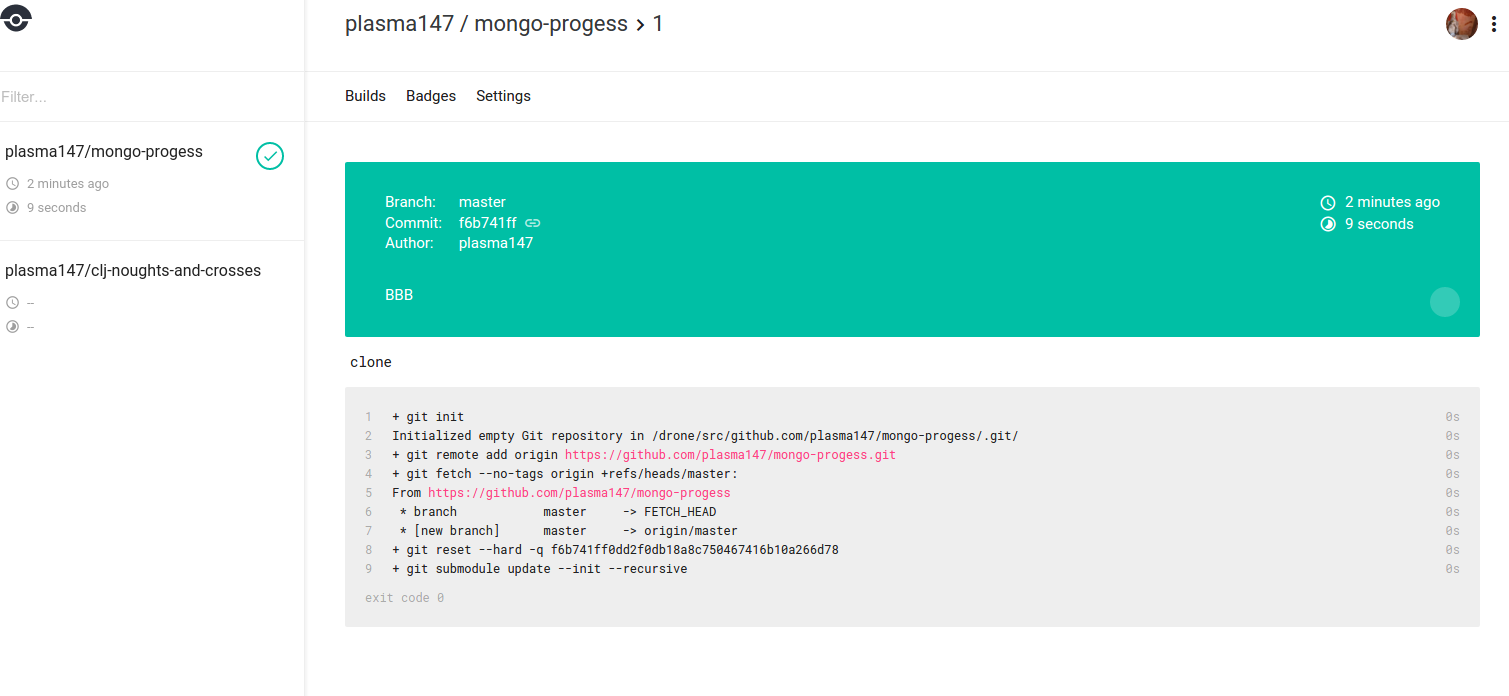 plasma147 / mongo-progess > 1
Filter...
Builds Badges Settings
plasma147/mongo-progess
2 minutes ago
9 seconds
plasma147/clj-noughts-and-crosses
--
--
Branch: master
Commit: f6b741ff
Author: plasma147
2 minutes ago
9 seconds
BBB
clone
1 + git init 0s
2 Initialized empty Git repository in /drone/src/github.com/plasma147/mongo-progess/.git/ 0s
3 + git remote add origin https://github.com/plasma147/mongo-progess.git 0s
4 + git fetch --no-tags origin +refs/heads/master: 0s
5 From https://github.com/plasma147/mongo-progess 0s
6 * branch master -> FETCH_HEAD 0s
7 * [new branch] master -> origin/master 0s
8 + git reset --hard -q f6b741ff0dd2f0db18a8c750467416b10a266d78 0s
9 + git submodule update --init --recursive 0s
exit code 0